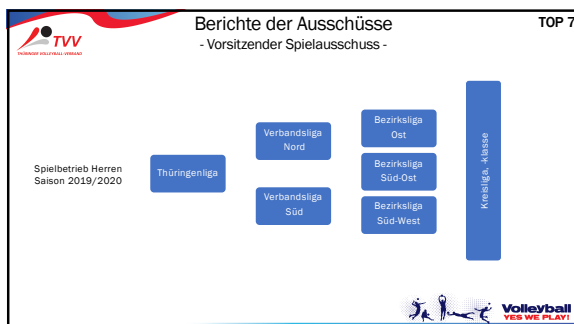 Berichte der Ausschüsse
- Vorsitzender Spielausschuss -
TOP 7
TVV
THÜRINGER VOLLEYBALL-VERBAND
Spielbetrieb Herren
Saison 2019/2020
Thüringenliga
Verbandsliga
Nord
Verbandsliga
Süd
Bezirksliga
Ost
Bezirksliga
Süd-Ost
Bezirksliga
Süd-West
Kreisliga, -klasse
Volleyball
YES WE PLAY!